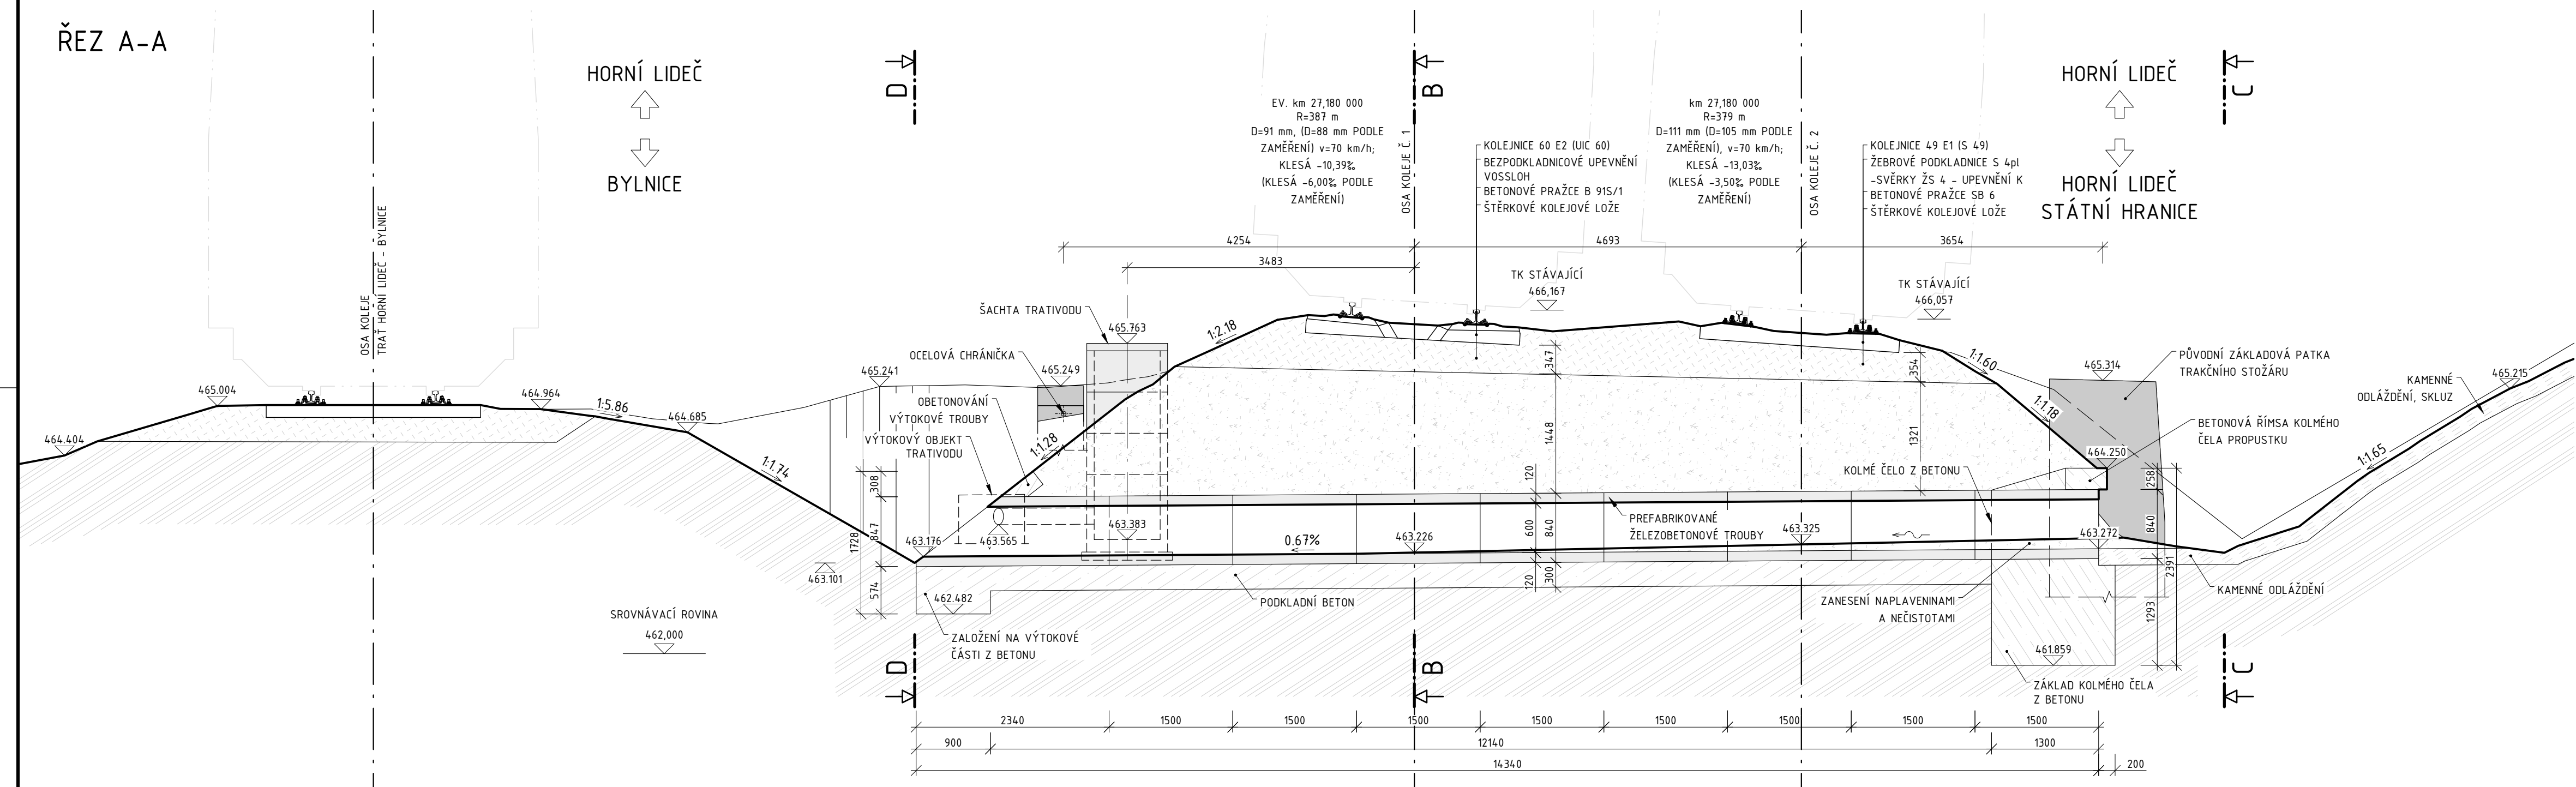 ŘEZ A-A
HORNÍ LIDEČ
BYLNICE
OSA KOLEJE
TRAŤ HORNÍ LIDEČ - BYLNICE
D
B
C
EV. km 27,180 000
R=387 m
D=91 mm, (D=88 mm PODLE
ZAMĚŘENÍ) v=70 km/h;
KLESÁ -10,39‰
(KLESÁ -6,00‰ PODLE
ZAMĚŘENÍ)
OSA KOLEJE Č. 1
KOLEJNICE 60 E2 (UIC 60)
BEZPODKLADNICOVÉ UPEVNĚNÍ
VOSSLOH
BETONOVÉ PRAŽCE B 91S/1
ŠTĚRKOVÉ KOLEJOVÉ LOŽE
km 27,180 000
R=379 m
D=111 mm (D=105 mm PODLE
ZAMĚŘENÍ), v=70 km/h;
KLESÁ -13,03‰
(KLESÁ -3,50‰ PODLE
ZAMĚŘENÍ)
OSA KOLEJE Č. 2
KOLEJNICE 49 E1 (S 49)
ŽEBROVÉ PODKLADNICE S 4pl
-SVĚRKY ŽS 4 - UPEVNĚNÍ K
BETONOVÉ PRAŽCE SB 6
ŠTĚRKOVÉ KOLEJOVÉ LOŽE
HORNÍ LIDEČ
HORNÍ LIDEČ
STÁTNÍ HRANICE
4254
4693
3654
3483
TK STÁVAJÍCÍ
466,167
TK STÁVAJÍCÍ
466,057
ŠACHTA TRATIVODU
465.763
OCELOVÁ CHRÁNIČKA
465.249
465.241
OBETONOVÁNÍ
VÝTOKOVÉ TROUBY
VÝTOKOVÝ OBJEKT
TRATIVODU
465.004
464.964
464.685
464.404
1:5.86
1:1.74
1:1.28
1:2.18
1:1.60
1:1.18
1:1.65
347
1448
354
1321
465.314
PŮVODNÍ ZÁKLADOVÁ PATKA
TRAKČNÍHO STOŽÁRU
465.215
KAMENNÉ
ODLÁŽDĚNÍ, SKLUZ
BETONOVÁ ŘÍMSA KOLMÉHO
ČELA PROPUSTKU
464.250
KOLMÉ ČELO Z BETONU
308
847
1728
574
120
600
840
120
300
258
840
2391
1293
463.176
463.565
463.383
463.101
0.67%
463.226
463.325
463.272
PREFABRIKOVANÉ
ŽELEZOBETONOVÉ TROUBY
462.482
PODKLADNÍ BETON
ZANESENÍ NAPLAVENINAMI
A NEČISTOTAMI
KAMENNÉ ODLÁŽDĚNÍ
SROVNÁVACÍ ROVINA
462,000
ZALOŽENÍ NA VÝTOKOVÉ
ČÁSTI Z BETONU
461.859
ZÁKLAD KOLMÉHO ČELA
Z BETONU
D
B
C
2340
1500
1500
1500
1500
1500
1500
1500
1500
900
12140
1300
14340
200